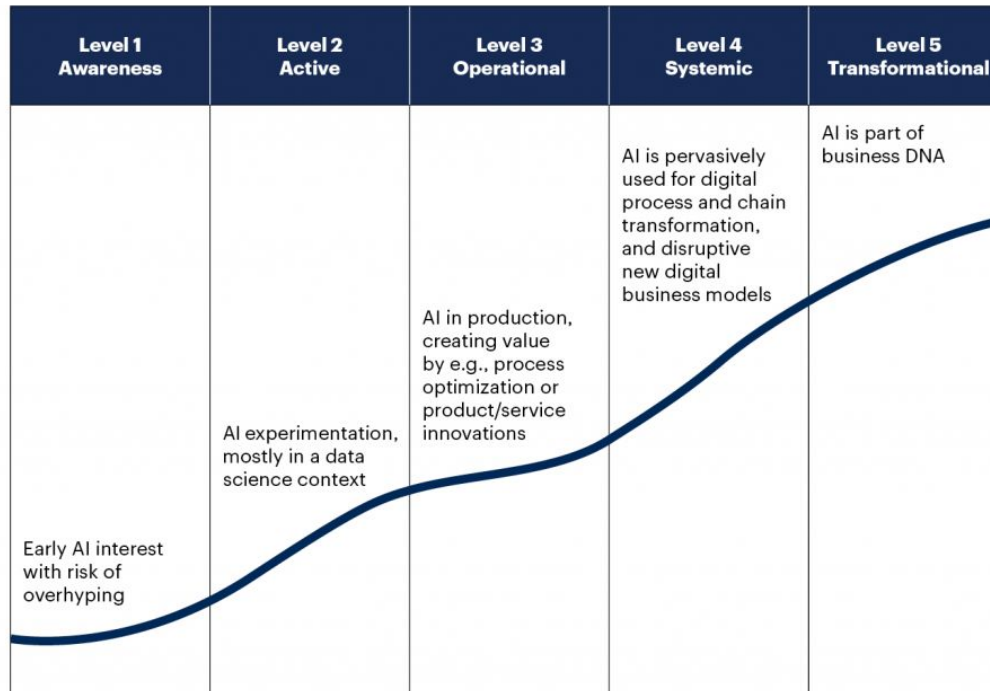 Level 1
Awareness
Level 2
Active
Level 3
Operational
Level 4
Systemic
Level 5
Transformational
Early AI interest
with risk of
overhyping
AI experimentation,
mostly in a data
science context
AI in production,
creating value
by e.g., process
optimization or
product/service
innovations
AI is pervasively
used for digital
process and chain
transformation,
and disruptive
new digital
business models
AI is part of
business DNA